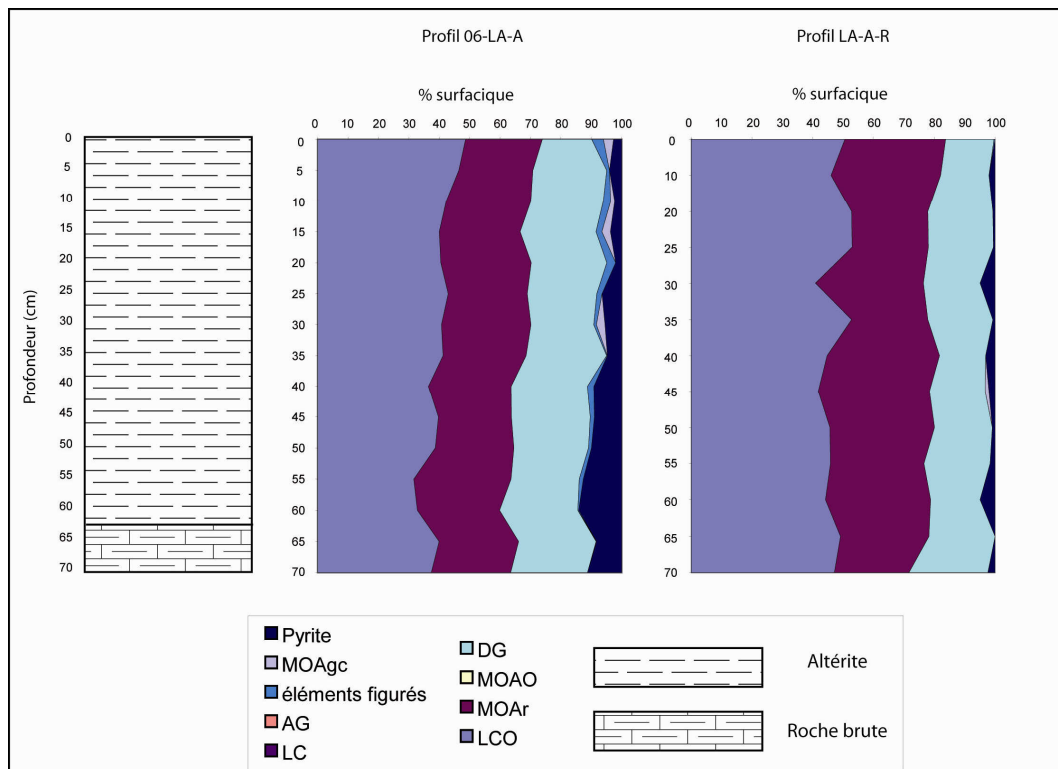 Profil 06-LA-A
Profil LA-A-R
% surfacique
% surfacique
0 10 20 30 40 50 60 70 80 90 100
0 10 20 30 40 50 60 70 80 90 100
Profondeur (cm)
0
5
10
15
20
25
30
35
40
45
50
55
60
65
70
0
5
10
15
20
25
30
35
40
45
50
55
60
65
70
0
10
20
25
30
35
40
45
50
55
60
65
70
Pyrite
MOAgc
éléments figurés
AG
LC
DG
MOAO
MOAr
LCO
Altérite
Roche brute